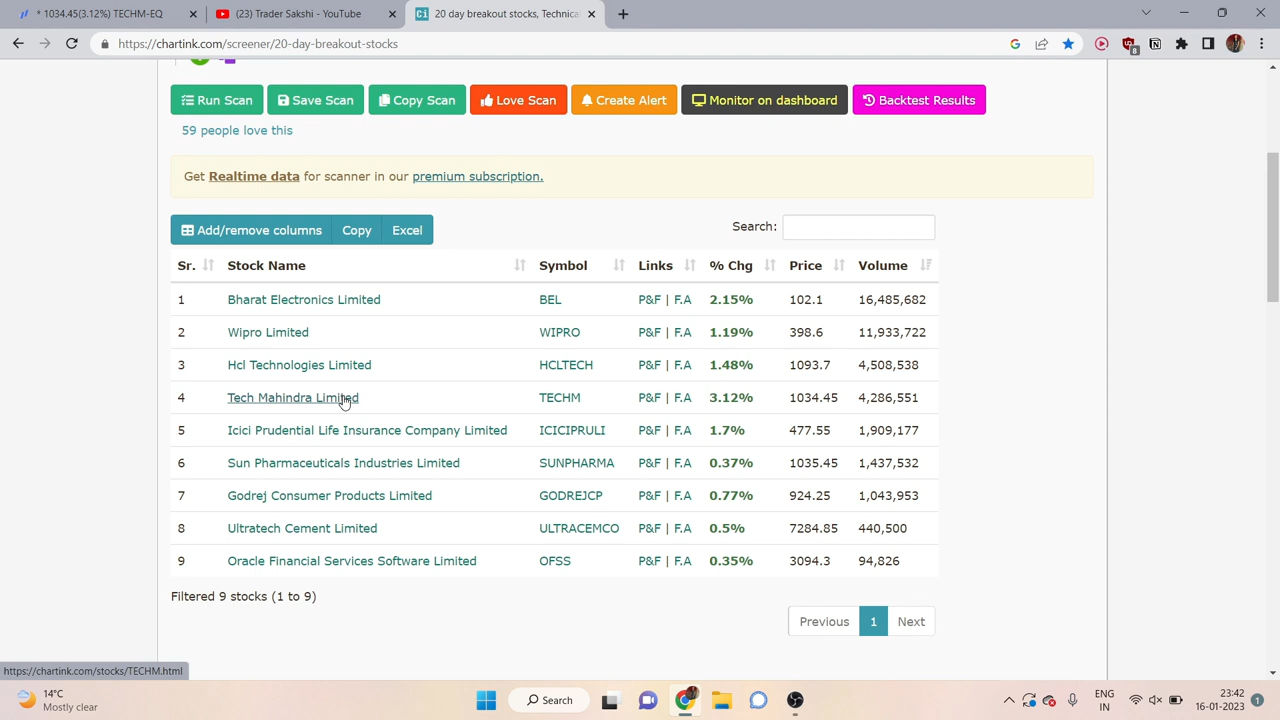 * 1034.45(3.12%) TECHM-EQ
(23) Trader Sakshi - YouTube
Ci 20 day breakout stocks, Technic
https://chartink.com/screener/20-day-breakout-stocks
8
Run Scan Save Scan Copy Scan Love Scan Create Alert Monitor on dashboard Backtest Results
59 people love this
Get Realtime data for scanner in our premium subscription.
Add/remove columns Copy Excel Search:
Sr. Stock Name Symbol Links % Chg Price Volume
1 Bharat Electronics Limited BEL P&F | F.A 2.15% 102.1 16,485,682
2 Wipro Limited WIPRO P&F | F.A 1.19% 398.6 11,933,722
3 Hcl Technologies Limited HCLTECH P&F | F.A 1.48% 1093.7 4,508,538
4 Tech Mahindra Limited TECHM P&F | F.A 3.12% 1034.45 4,286,551
5 Icici Prudential Life Insurance Company Limited ICICIPRULI P&F | F.A 1.7% 477.55 1,909,177
6 Sun Pharmaceuticals Industries Limited SUNPHARMA P&F | F.A 0.37% 1035.45 1,437,532
7 Godrej Consumer Products Limited GODREJCP P&F | F.A 0.77% 924.25 1,043,953
8 Ultratech Cement Limited ULTRACEMCO P&F | F.A 0.5% 7284.85 440,500
9 Oracle Financial Services Software Limited OFSS P&F | F.A 0.35% 3094.3 94,826
Filtered 9 stocks (1 to 9)
Previous 1 Next
https://chartink.com/stocks/TECHM.html
14°C
Mostly clear
Search
ENG
IN
23:42
16-01-2023
1